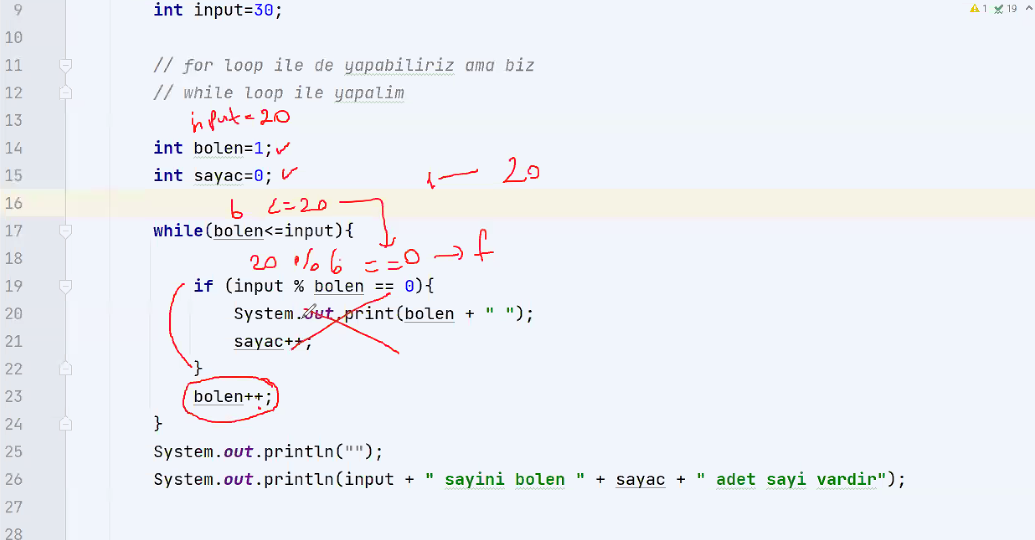 9 int input=30;
1 19
10
11 // for loop ile de yapabiliriz ama biz
12 // while loop ile yapalim
13 input=20
14 int bolen=1;
15 int sayac=0;
1 ← 20
16
6 <=20
17 while(bolen<=input){
18 20 % 6 ==0 → f
19 if (input % bolen == 0){
20 System.out.print(bolen + " ");
21 sayac++;
22 }
23 bolen++;
24 }
25 System.out.println("");
26 System.out.println(input + " sayini bolen " + sayac + " adet sayi vardir");
27
28